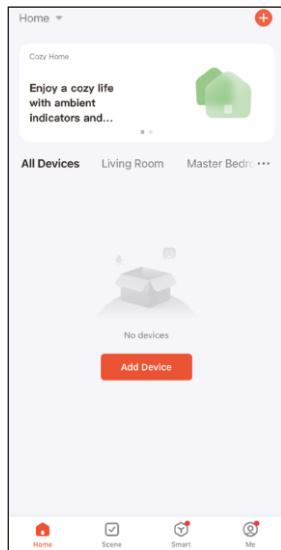 Home
Cozy Home
Enjoy a cozy life
with ambient
indicators and...
All Devices Living Room Master Bedro ...
No devices
Add Device
Home Scene Smart Me